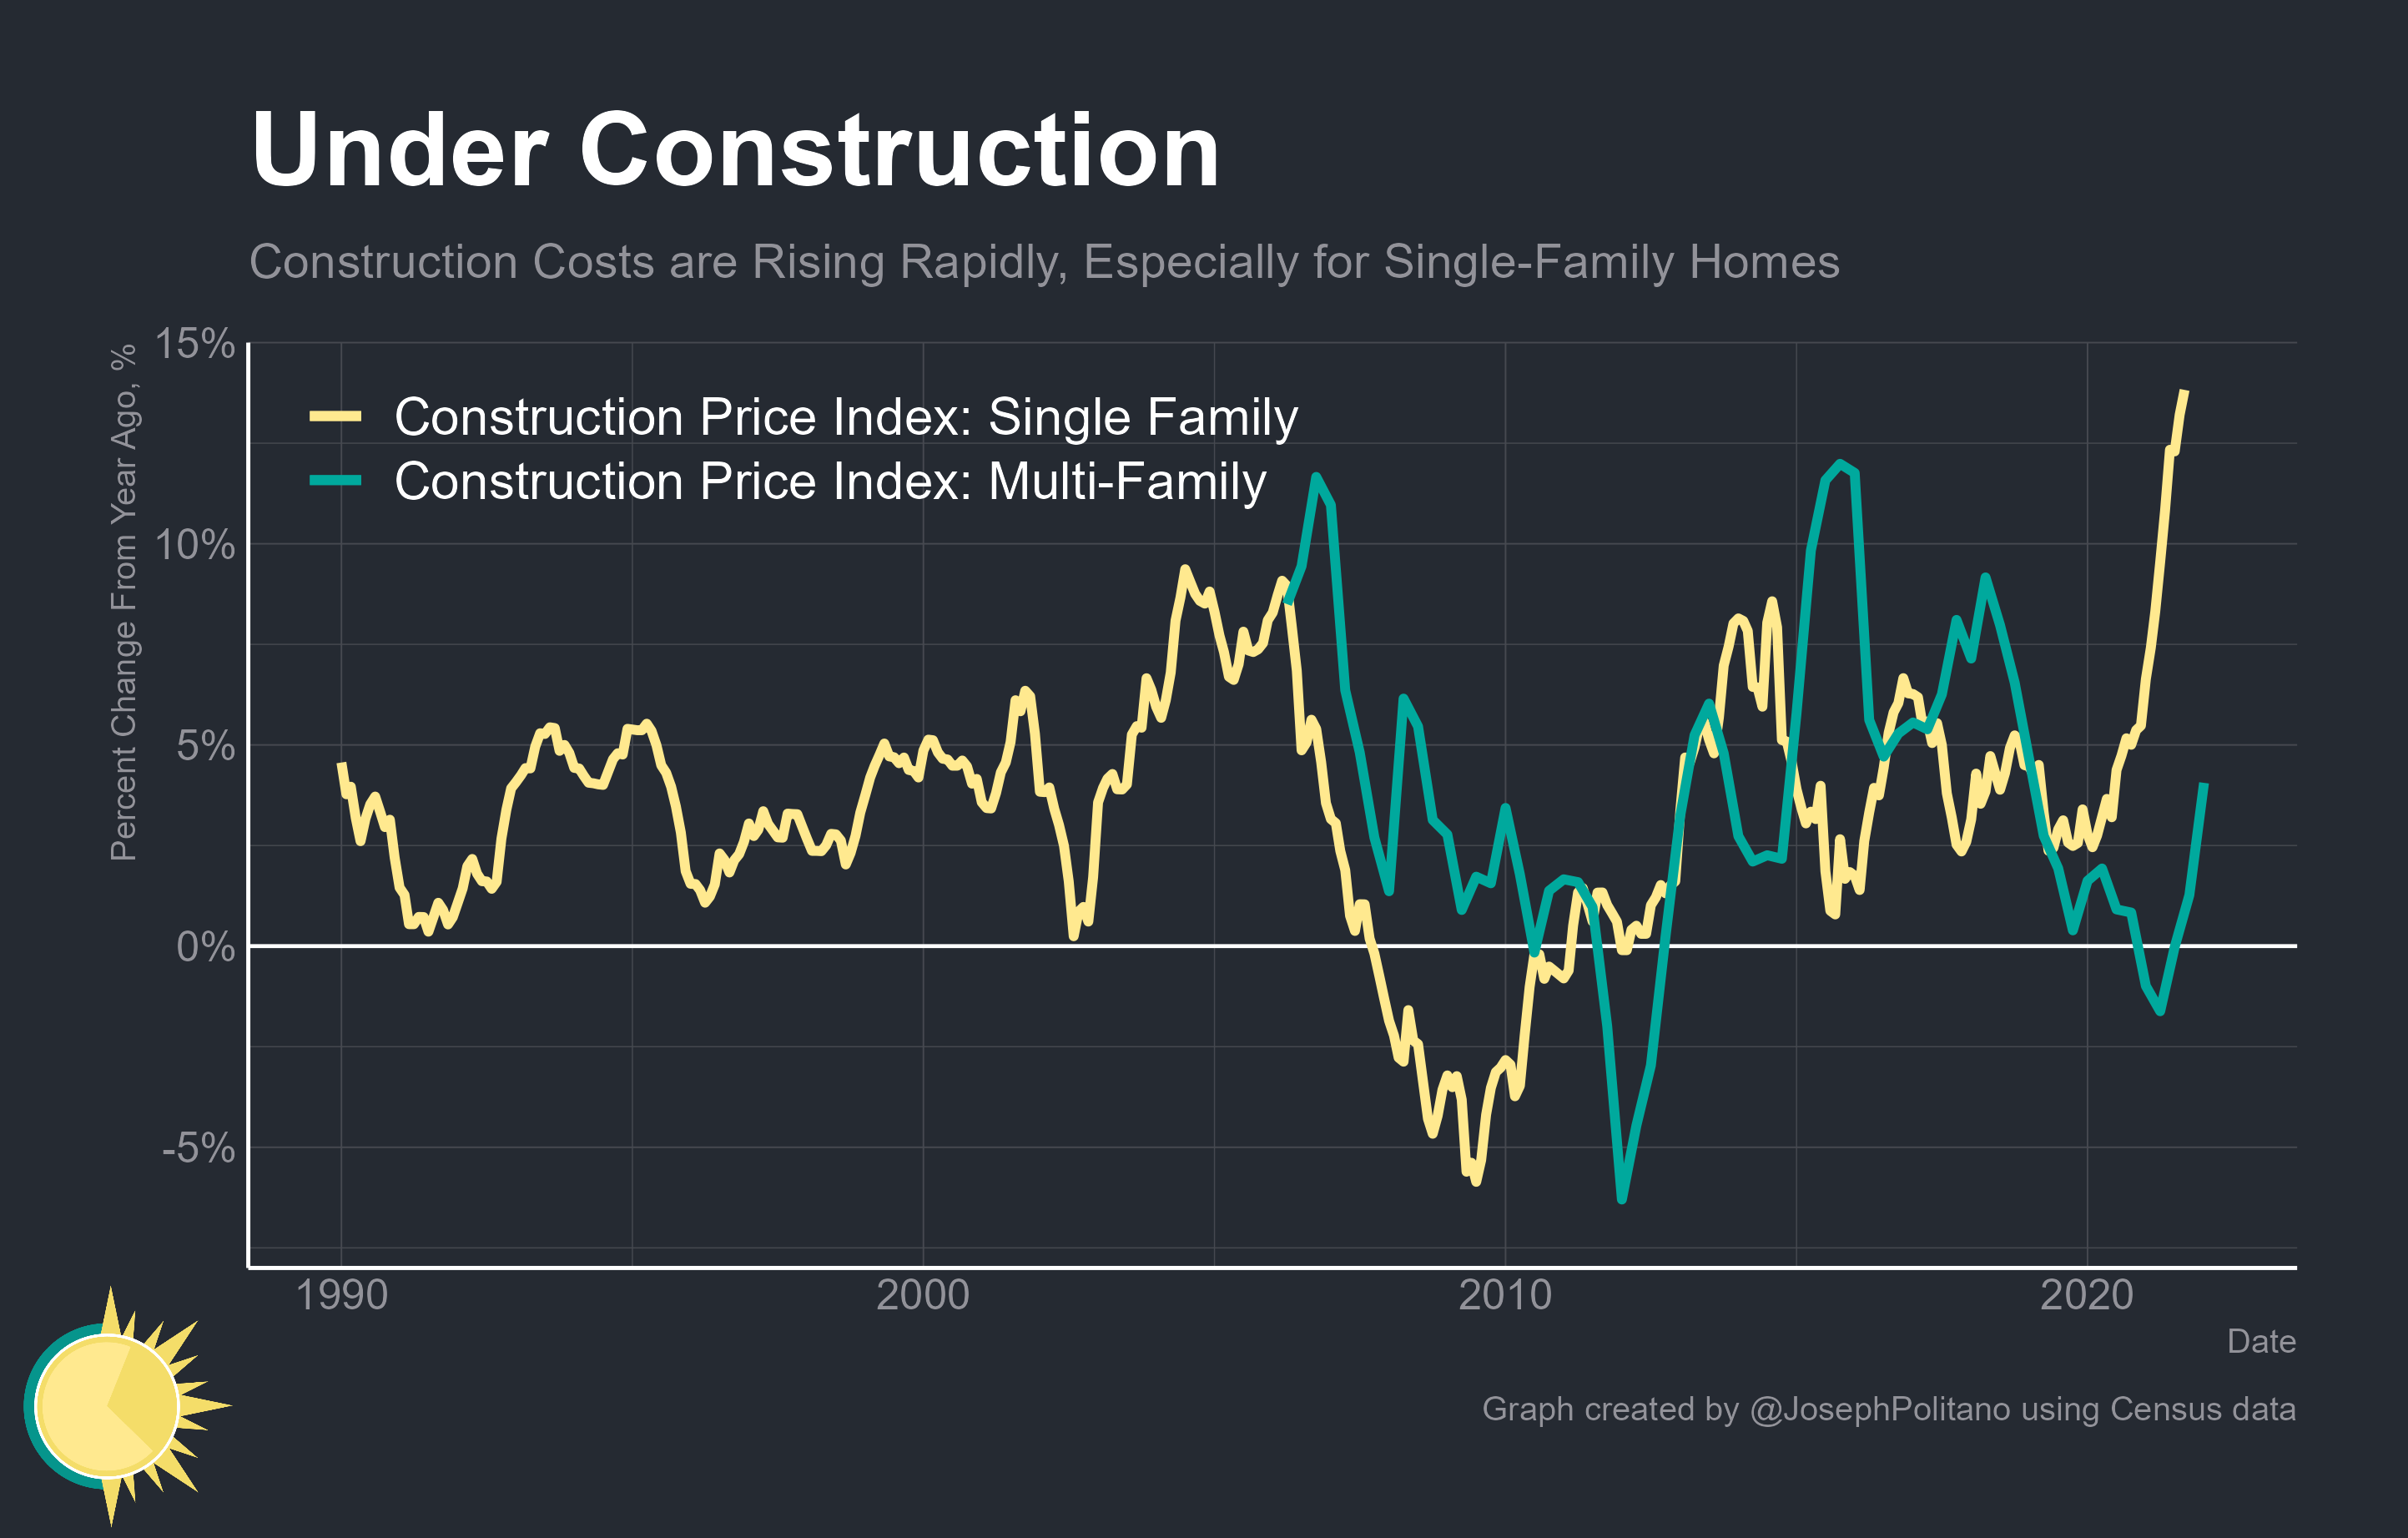 Under Construction
Construction Costs are Rising Rapidly, Especially for Single-Family Homes
Percent Change From Year Ago, %
15%
10%
5%
0%
-5%
Construction Price Index: Single Family
Construction Price Index: Multi-Family
1990
2000
2010
2020
Date
Graph created by @JosephPolitano using Census data